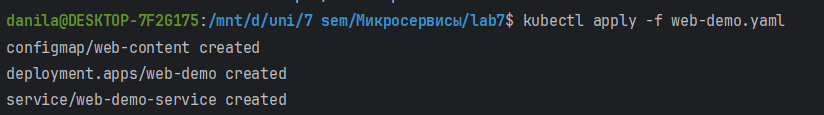 danila@DESKTOP-7F2G175:/mnt/d/uni/7 sem/Микросервисы/lab7$ kubectl apply -f web-demo.yaml
configmap/web-content created
deployment.apps/web-demo created
service/web-demo-service created